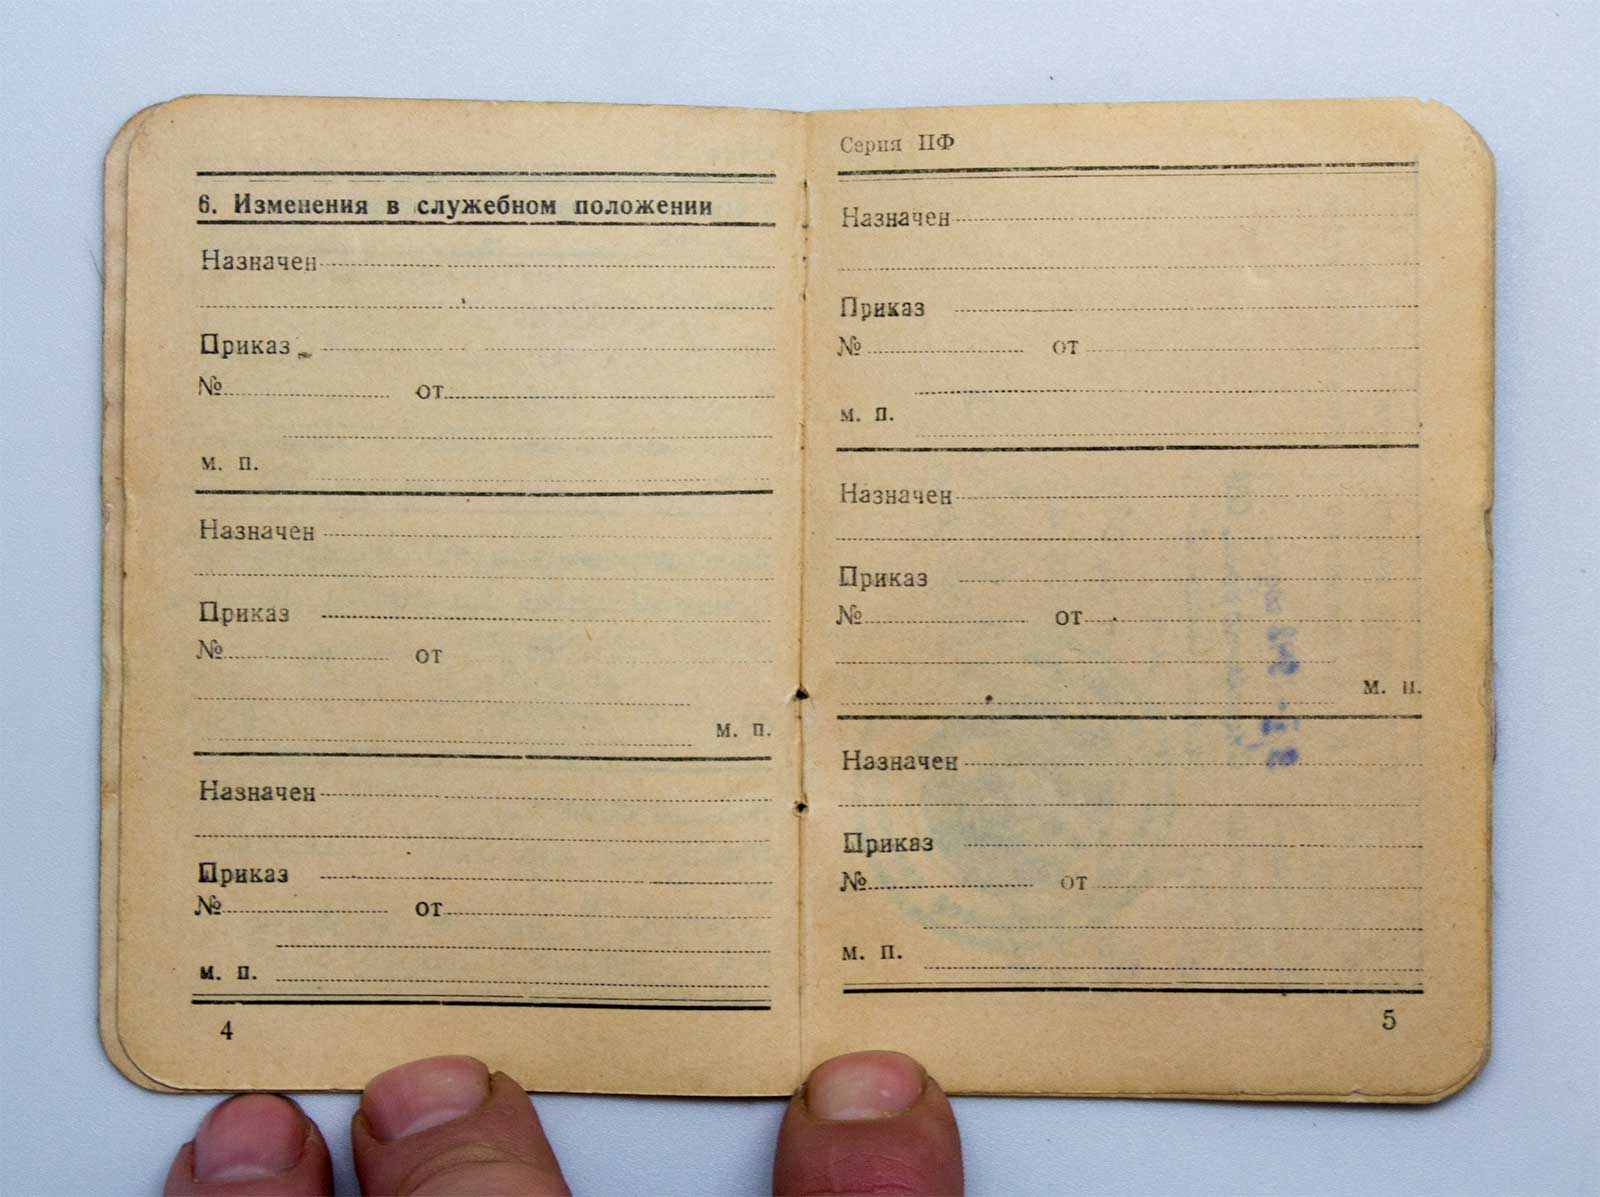 6. Изменения в служебном положении
Назначен
Приказ
№ от
м. п.
Назначен
Приказ
№ от
м. п.
Назначен
Приказ
№ от
м. п.
4
Серия ПФ
Назначен
Приказ
№ от
м. п.
Назначен
Приказ
№ от
м. п.
Назначен
Приказ
№ от
м. п.
5